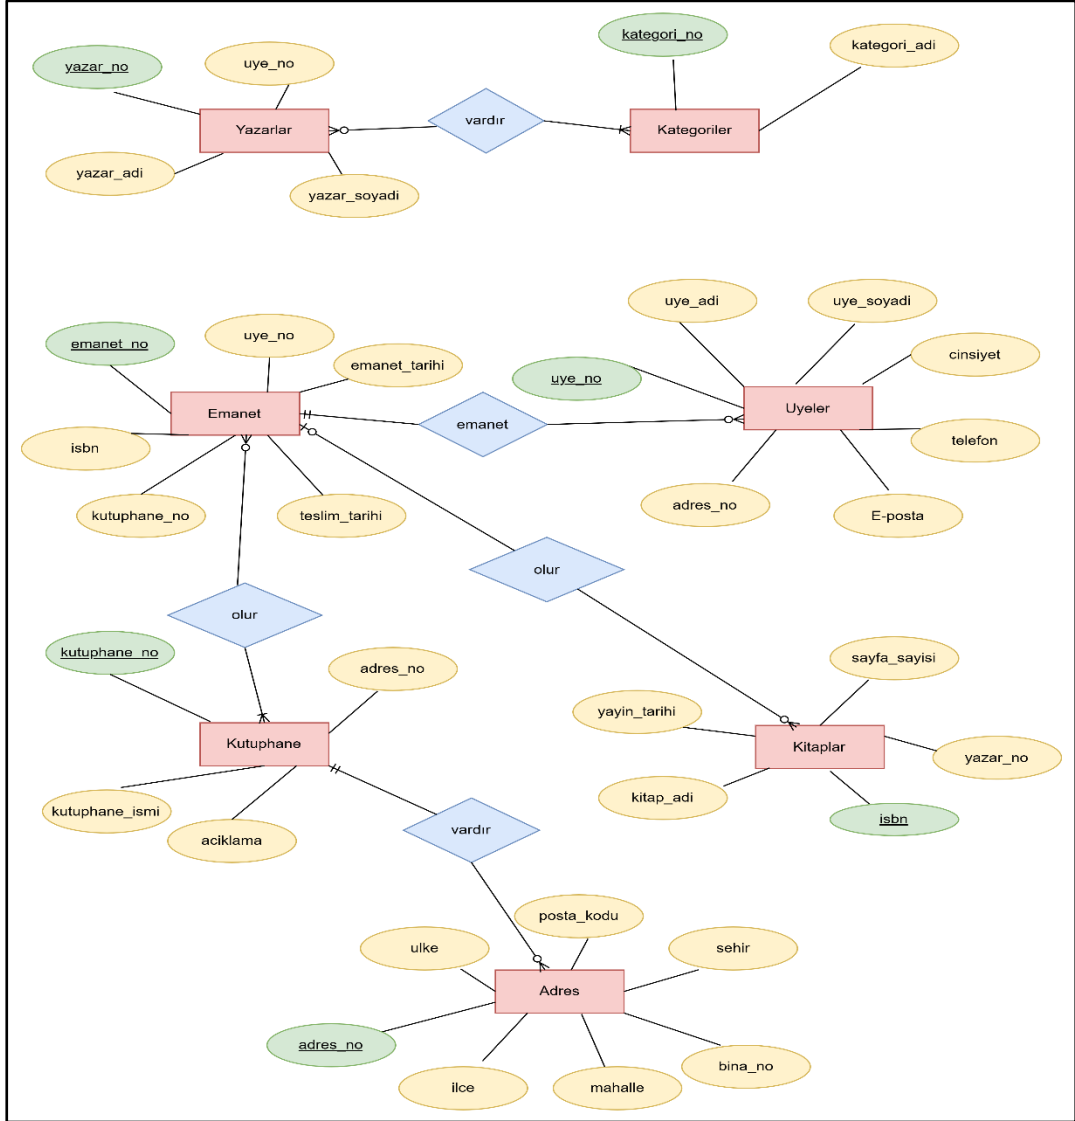 kategori_no
kategori_adi
yazar_no
uye_no
vardır
Yazarlar
Kategoriler
yazar_adi
yazar_soyadi
uye_adi
uye_soyadi
emanet_no
uye_no
cinsiyet
emanet_tarihi
uye_no
Emanet
emanet
Uyeler
isbn
telefon
adres_no
E-posta
kutuphane_no
teslim_tarihi
olur
olur
kutuphane_no
adres_no
sayfa_sayisi
yayin_tarihi
Kutuphane
Kitaplar
yazar_no
kitap_adi
kutuphane_ismi
isbn
aciklama
vardır
posta_kodu
ulke
sehir
Adres
adres_no
bina_no
ilce
mahalle